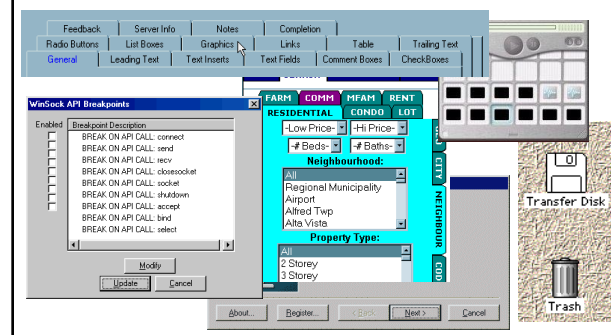 Feedback Server Info Notes Completion
Radio Buttons List Boxes Graphics Links Table Trailing Text
General Leading Text Text Inserts Text Fields Comment Boxes CheckBoxes
FARM COMM MFAM RENT
RESIDENTIAL CONDO LOT
-Low Price- -Hi Price-
-# Beds- -# Baths-
Neighbourhood:
All
Regional Municipality
Airport
Alfred Twp
Alta Vista
Property Type:
All
2 Storey
3 Storey
CITY
NEIGHBOUR
WinSock API Breakpoints
Enabled Breakpoint Description
BREAK ON API CALL: connect
BREAK ON API CALL: send
BREAK ON API CALL: recv
BREAK ON API CALL: closesocket
BREAK ON API CALL: socket
BREAK ON API CALL: shutdown
BREAK ON API CALL: accept
BREAK ON API CALL: bind
BREAK ON API CALL: select
Modify
Update Cancel
Transfer Disk
Trash
About... Register... < Back Next > Cancel